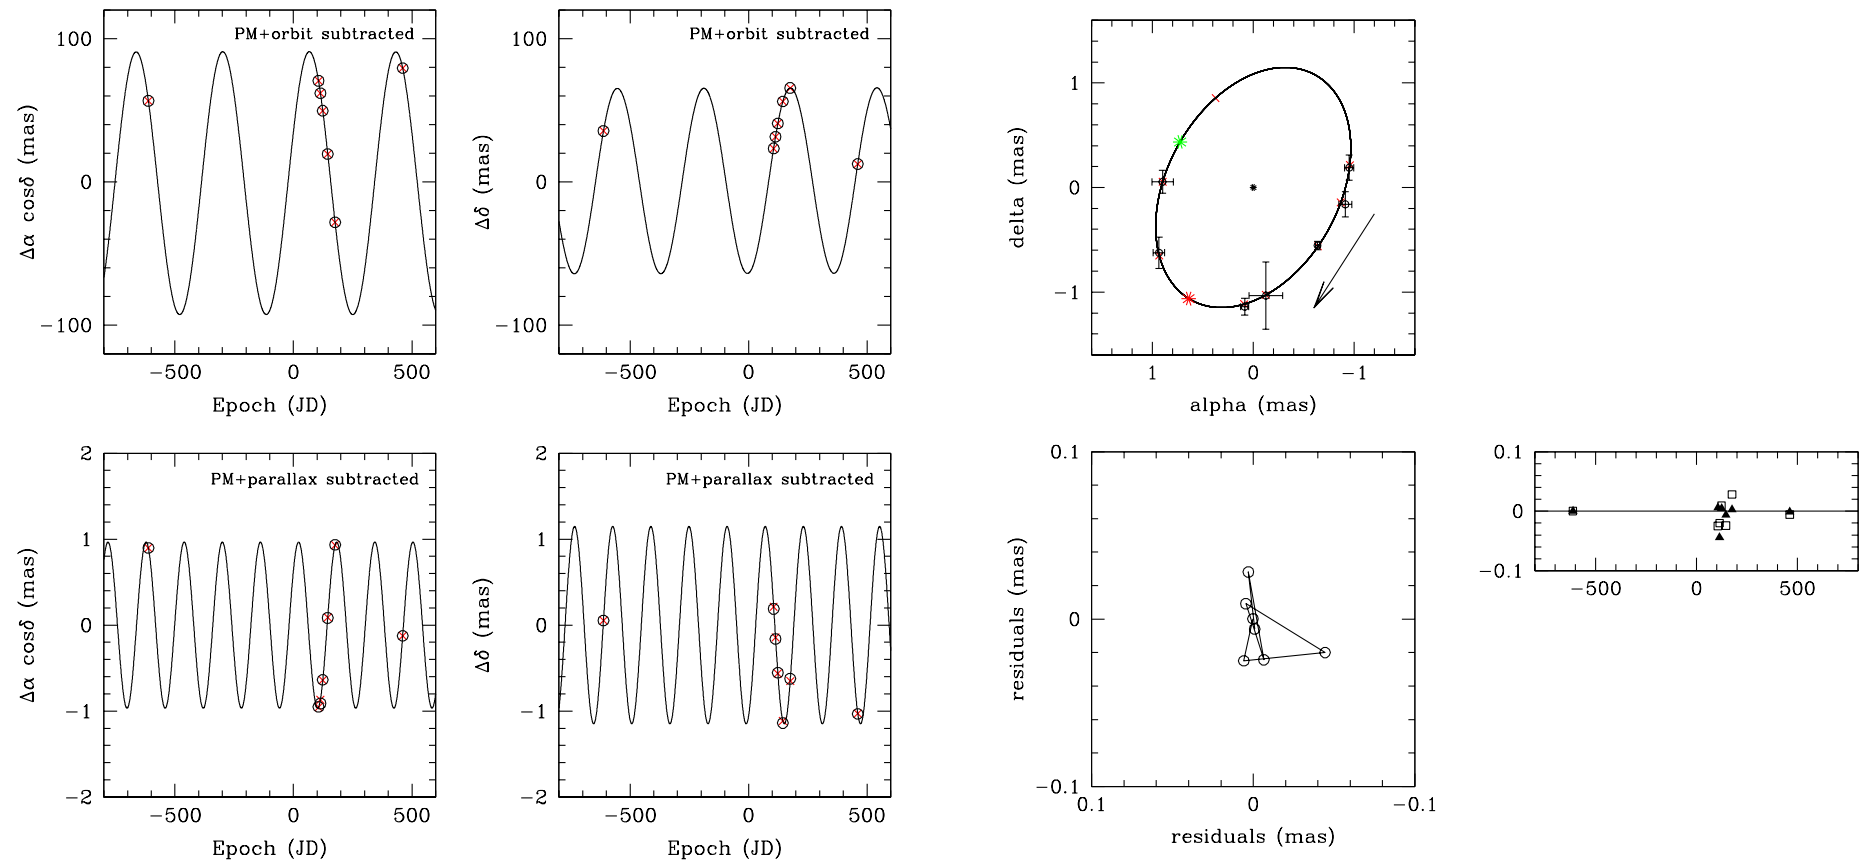 PM+orbit subtracted
100
0
−100
−500
0
500
Δα cosδ (mas)
Epoch (JD)
PM+orbit subtracted
100
0
−100
−500
0
500
Δδ (mas)
Epoch (JD)
1
0
−1
1
0
−1
delta (mas)
alpha (mas)
PM+parallax subtracted
2
1
0
−1
−2
−500
0
500
Δα cosδ (mas)
Epoch (JD)
PM+parallax subtracted
2
1
0
−1
−2
−500
0
500
Δδ (mas)
Epoch (JD)
0.1
0
−0.1
0.1
0
−0.1
residuals (mas)
residuals (mas)
0.1
0
−0.1
−500
0
500